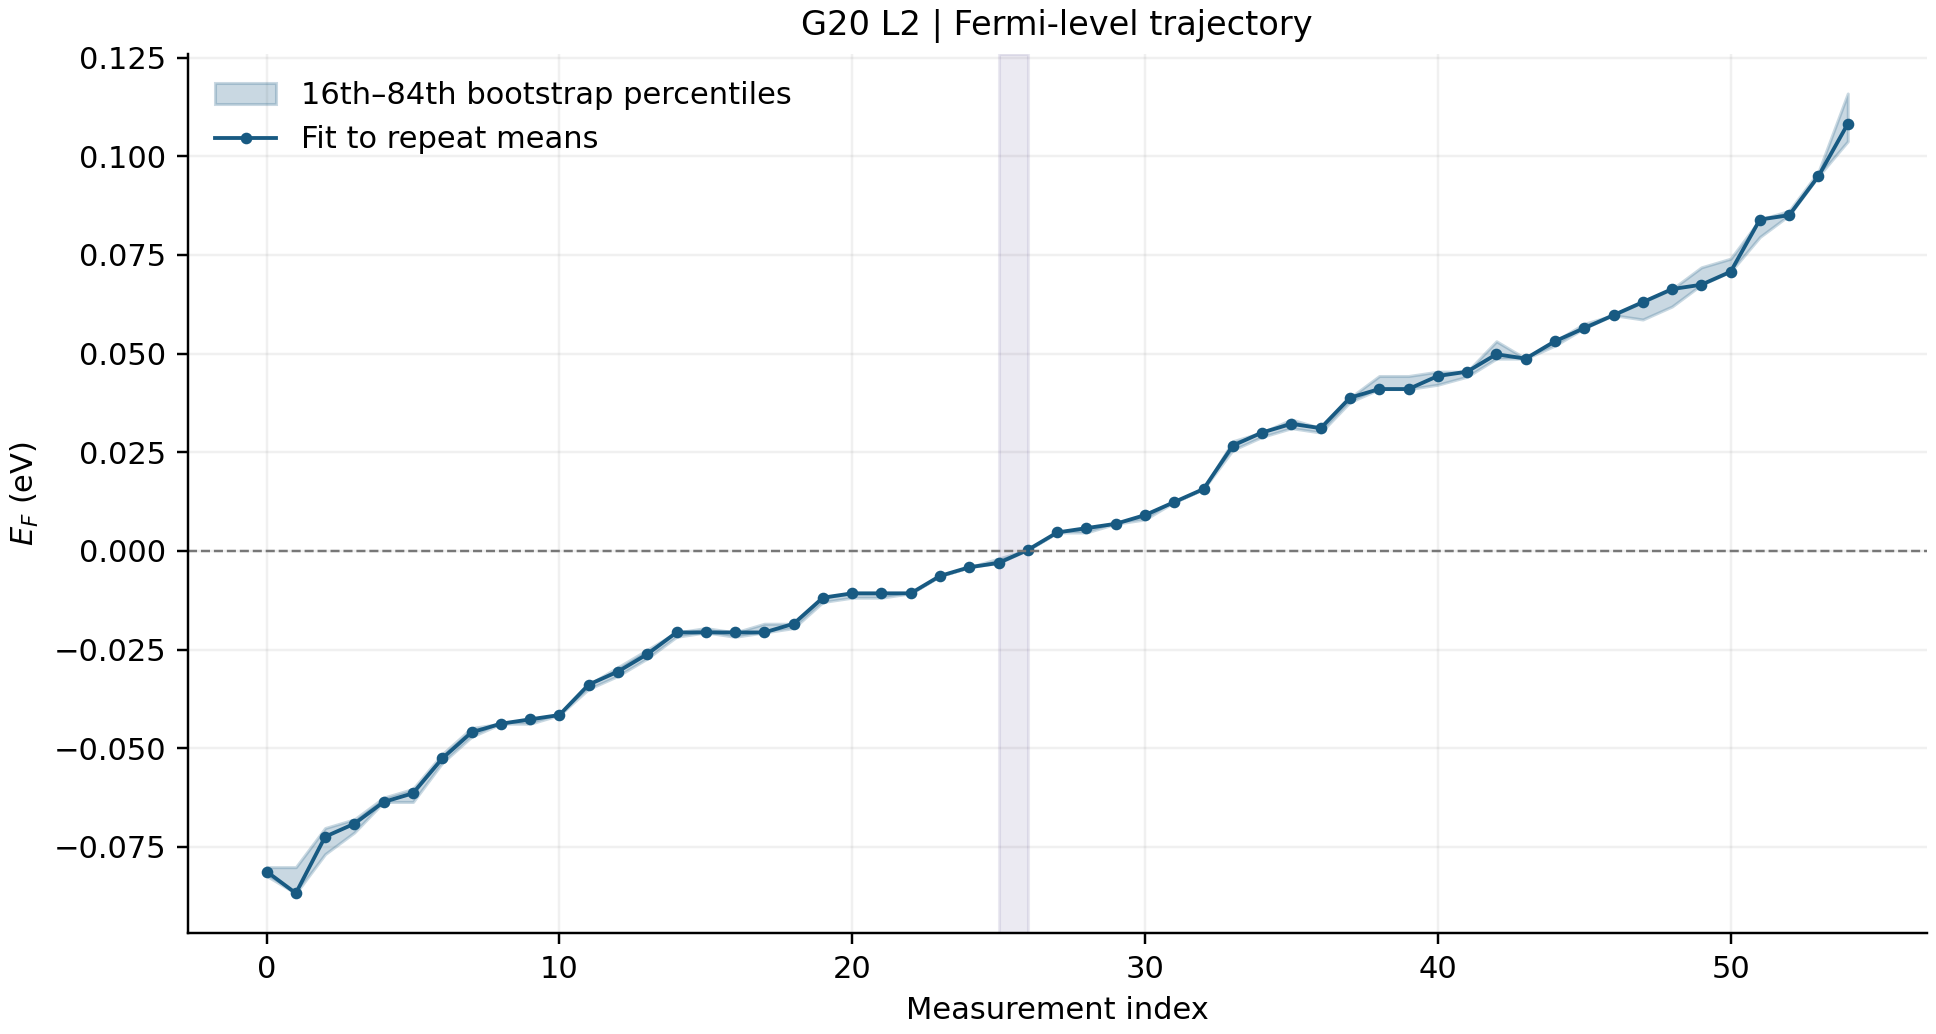 G20 L2 | Fermi-level trajectory
16th–84th bootstrap percentiles
Fit to repeat means
0.125
0.100
0.075
0.050
0.025
0.000
−0.025
−0.050
−0.075
E_F (eV)
0 10 20 30 40 50
Measurement index